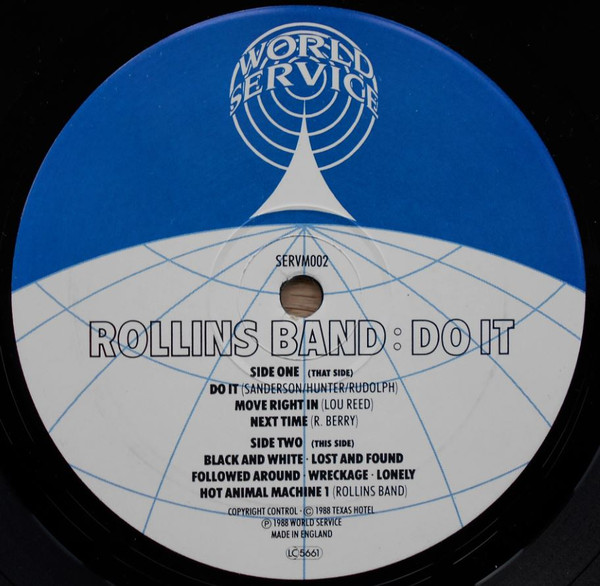 WORLD
SERVICE
SERVM002
ROLLINS BAND : DO IT
SIDE ONE (THAT SIDE)
DO IT (SANDERSON/HUNTER/RUDOLPH)
MOVE RIGHT IN (LOU REED)
NEXT TIME (R. BERRY)
SIDE TWO (THIS SIDE)
BLACK AND WHITE · LOST AND FOUND
FOLLOWED AROUND · WRECKAGE · LONELY
HOT ANIMAL MACHINE 1 (ROLLINS BAND)
COPYRIGHT CONTROL · © 1988 TEXAS HOTEL
℗ 1988 WORLD SERVICE
MADE IN ENGLAND
LC 5661